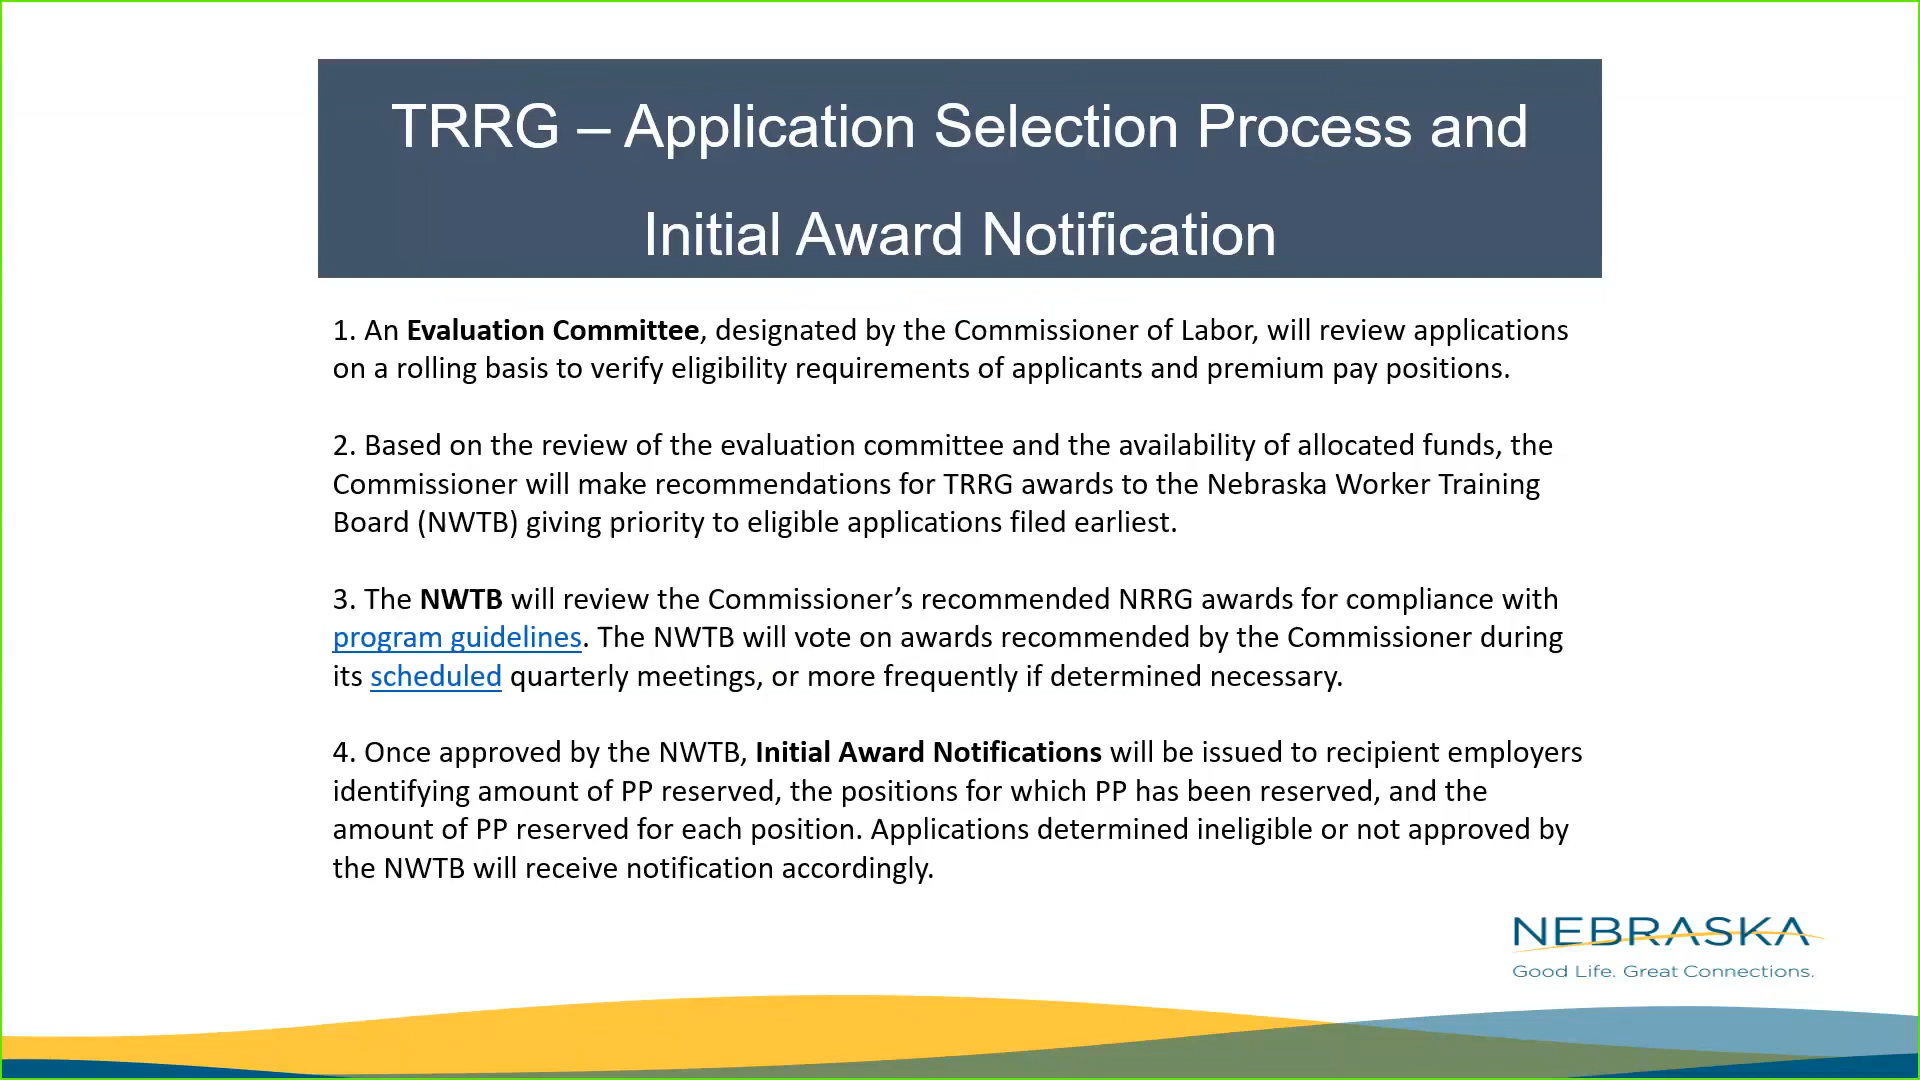 TRRG – Application Selection Process and
Initial Award Notification
1. An Evaluation Committee, designated by the Commissioner of Labor, will review applications
on a rolling basis to verify eligibility requirements of applicants and premium pay positions.
2. Based on the review of the evaluation committee and the availability of allocated funds, the
Commissioner will make recommendations for TRRG awards to the Nebraska Worker Training
Board (NWTB) giving priority to eligible applications filed earliest.
3. The NWTB will review the Commissioner’s recommended NRRG awards for compliance with
program guidelines. The NWTB will vote on awards recommended by the Commissioner during
its scheduled quarterly meetings, or more frequently if determined necessary.
4. Once approved by the NWTB, Initial Award Notifications will be issued to recipient employers
identifying amount of PP reserved, the positions for which PP has been reserved, and the
amount of PP reserved for each position. Applications determined ineligible or not approved by
the NWTB will receive notification accordingly.
NEBRASKA
Good Life. Great Connections.